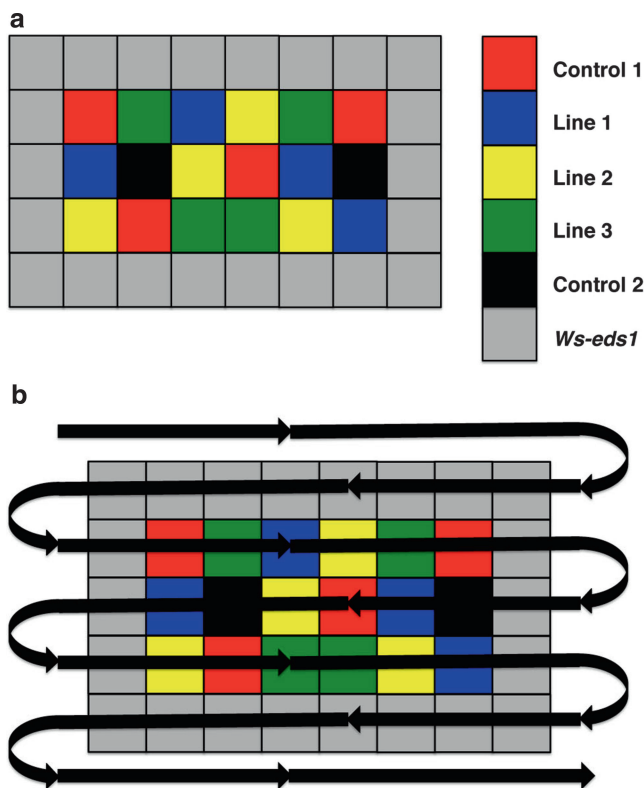 a
Control 1
Line 1
Line 2
Line 3
Control 2
Ws-eds1
b